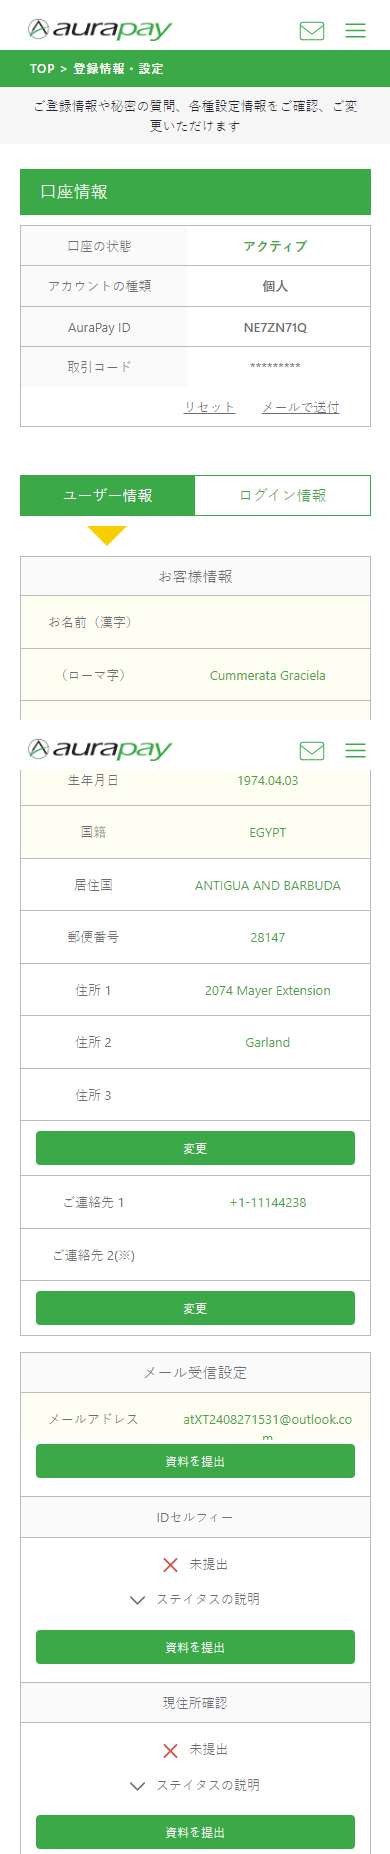 aurapay
TOP > 登録情報・設定
ご登録情報や秘密の質問、各種設定情報をご確認、ご変
更いただけます
口座情報
口座の状態 アクティブ
アカウントの種類 個人
AuraPay ID NE7ZN71Q
取引コード *********
リセット メールで送付
ユーザー情報 ログイン情報
お客様情報
お名前（漢字）
（ローマ字） Cummerata Graciela
aurapay
生年月日 1974.04.03
国籍 EGYPT
居住国 ANTIGUA AND BARBUDA
郵便番号 28147
住所 1 2074 Mayer Extension
住所 2 Garland
住所 3
変更
ご連絡先 1 +1-11144238
ご連絡先 2(※)
変更
メール受信設定
メールアドレス atXT2408271531@outlook.co
m
資料を提出
IDセルフィー
未提出
ステイタスの説明
資料を提出
現住所確認
未提出
ステイタスの説明
資料を提出